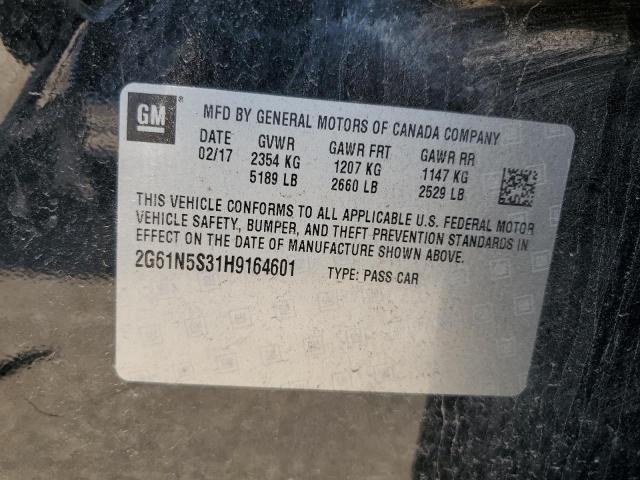 GM
MFD BY GENERAL MOTORS OF CANADA COMPANY
DATE GVWR GAWR FRT GAWR RR
02/17 2354 KG 1207 KG 1147 KG
5189 LB 2660 LB 2529 LB
THIS VEHICLE CONFORMS TO ALL APPLICABLE U.S. FEDERAL MOTOR
VEHICLE SAFETY, BUMPER, AND THEFT PREVENTION STANDARDS IN
EFFECT ON THE DATE OF MANUFACTURE SHOWN ABOVE.
2G61N5S31H9164601 TYPE: PASS CAR